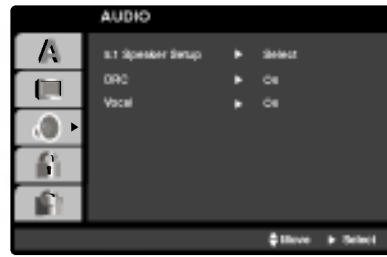 AUDIO
A
5.1 Speaker Setup ► Select
DRC ► On
Vocal ► On
Move ► Select